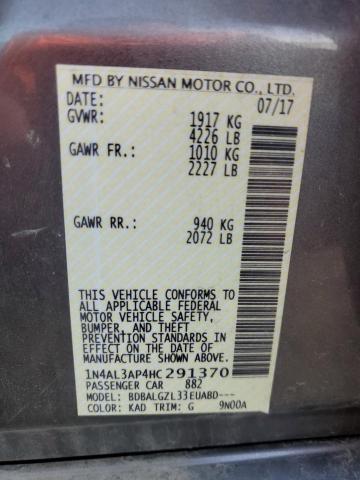 MFD BY NISSAN MOTOR CO., LTD.
DATE: 07/17
GVWR: 1917 KG
4226 LB
GAWR FR.: 1010 KG
2227 LB
GAWR RR.: 940 KG
2072 LB
THIS VEHICLE CONFORMS TO
ALL APPLICABLE FEDERAL
MOTOR VEHICLE SAFETY,
BUMPER, AND THEFT
PREVENTION STANDARDS IN
EFFECT ON THE DATE OF
MANUFACTURE SHOWN ABOVE.
1N4AL3AP4HC291370
PASSENGER CAR 882
MODEL: BDBALGZL33EUABD---
COLOR: KAD TRIM: G 9N00A